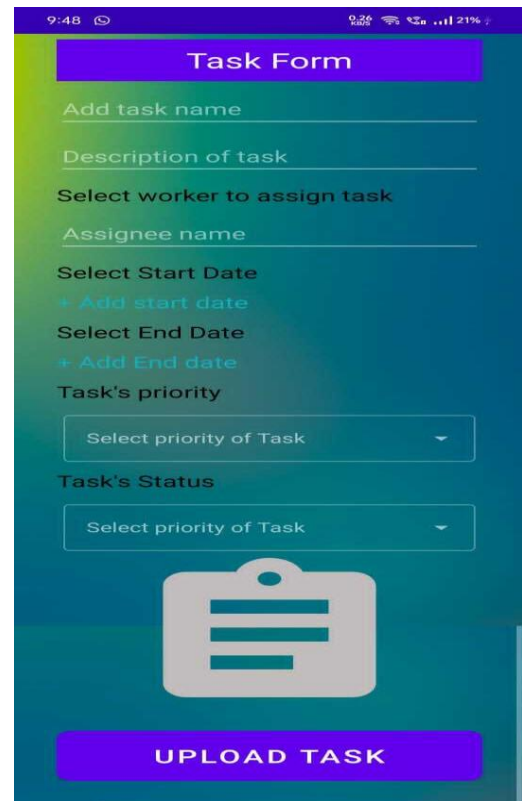 9:48 0.26 KB/S 21%
Task Form
Add task name
Description of task
Select worker to assign task
Assignee name
Select Start Date
+ Add start date
Select End Date
+ Add End date
Task's priority
Select priority of Task
Task's Status
Select priority of Task
UPLOAD TASK